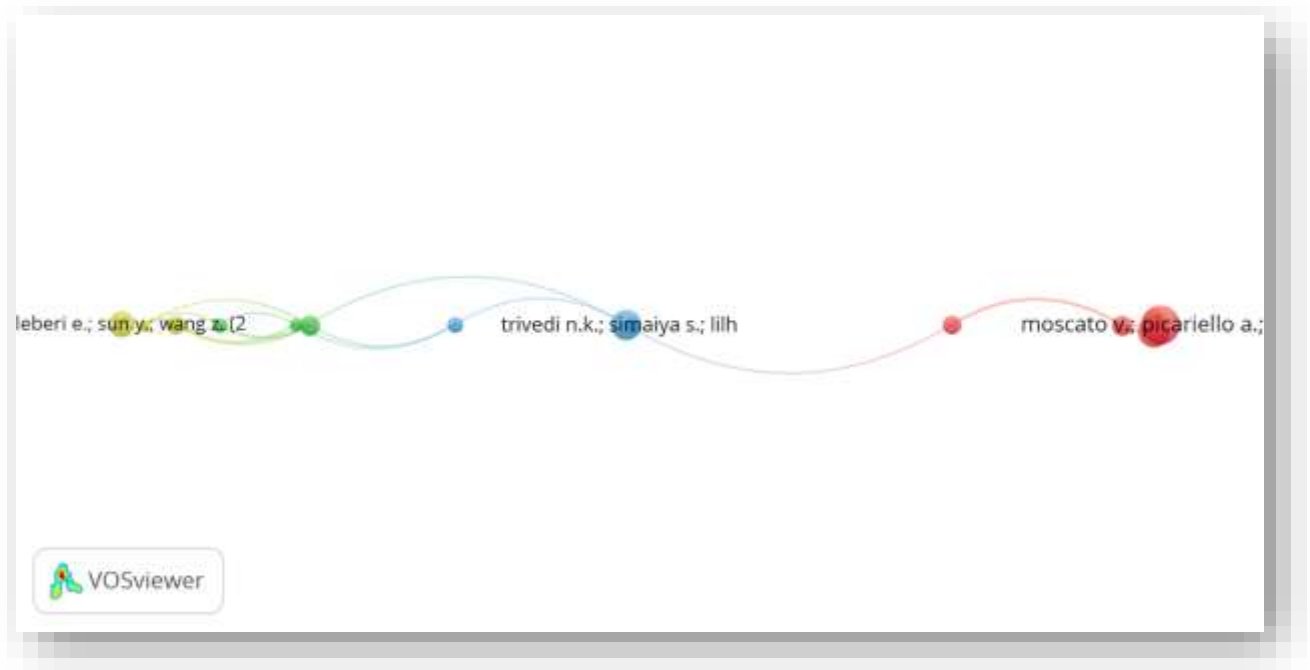 leberi e.; sun y.; wang z. (2
trivedi n.k.; simaiya s.; lilh
moscato v.; picariello a.;
VOSviewer